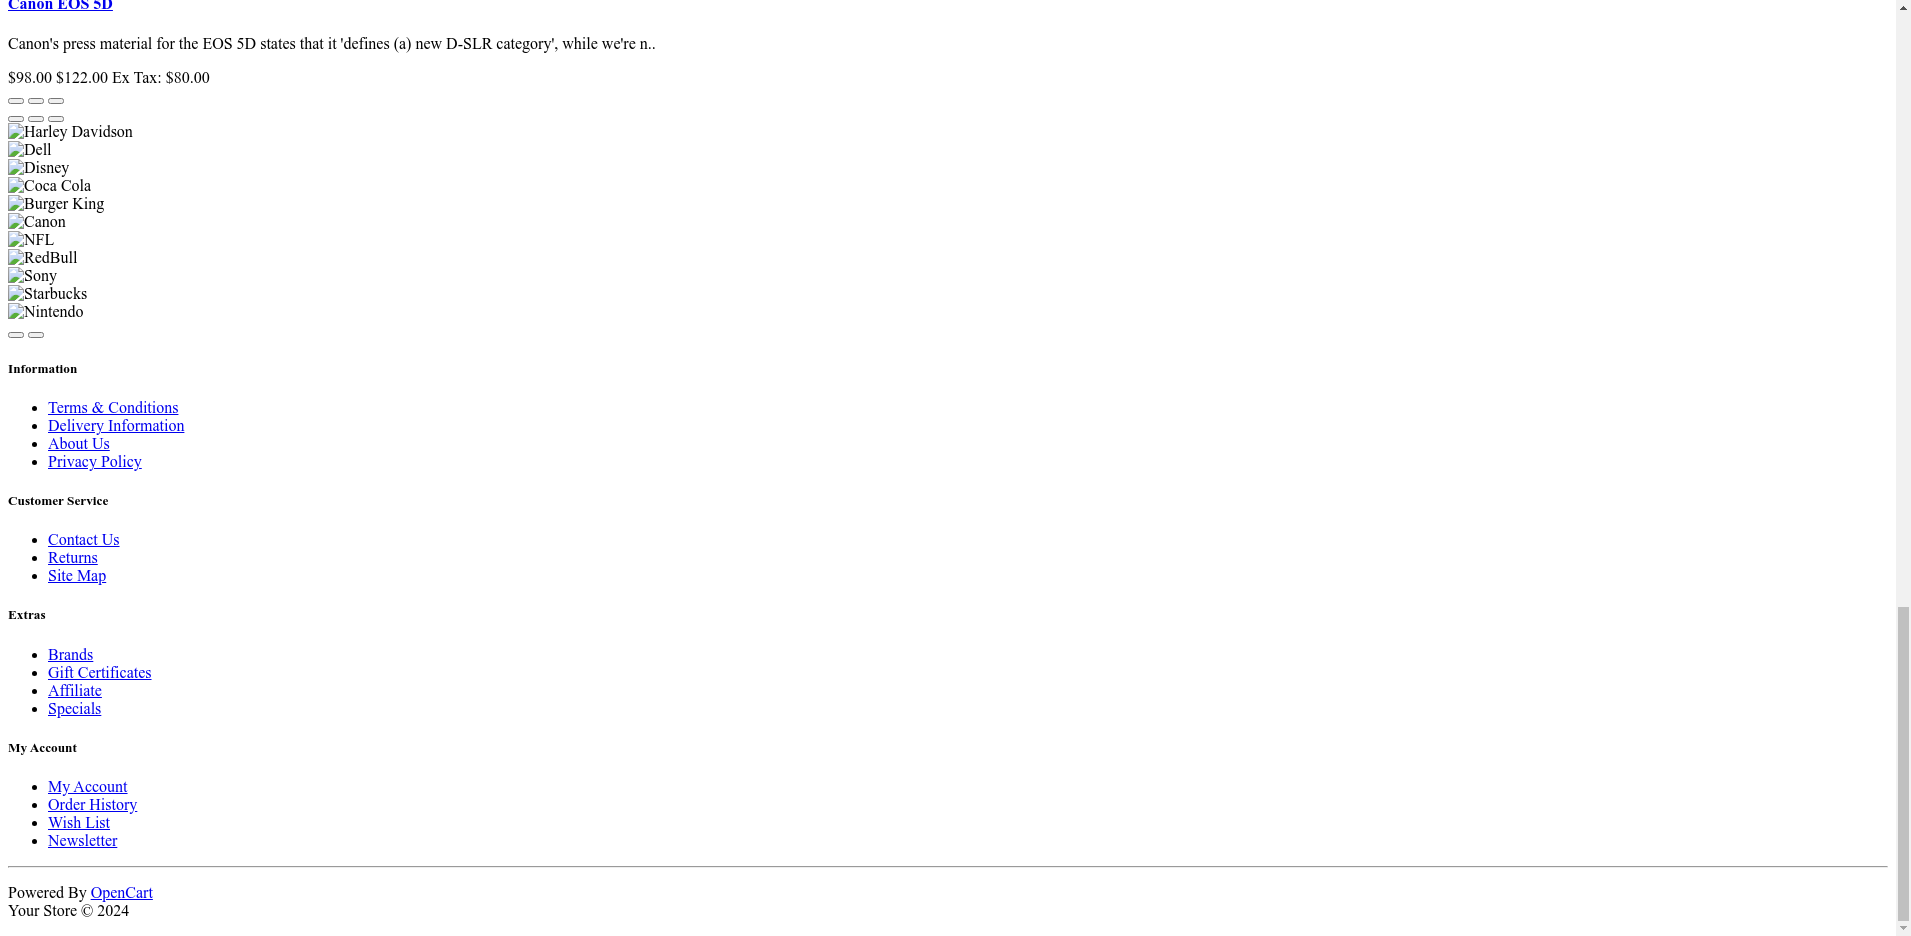 Canon EOS 5D
Canon's press material for the EOS 5D states that it 'defines (a) new D-SLR category', while we're n..
$98.00 $122.00 Ex Tax: $80.00
Harley Davidson
Dell
Disney
Coca Cola
Burger King
Canon
NFL
RedBull
Sony
Starbucks
Nintendo
Information
Terms & Conditions
Delivery Information
About Us
Privacy Policy
Customer Service
Contact Us
Returns
Site Map
Extras
Brands
Gift Certificates
Affiliate
Specials
My Account
My Account
Order History
Wish List
Newsletter
Powered By OpenCart
Your Store © 2024